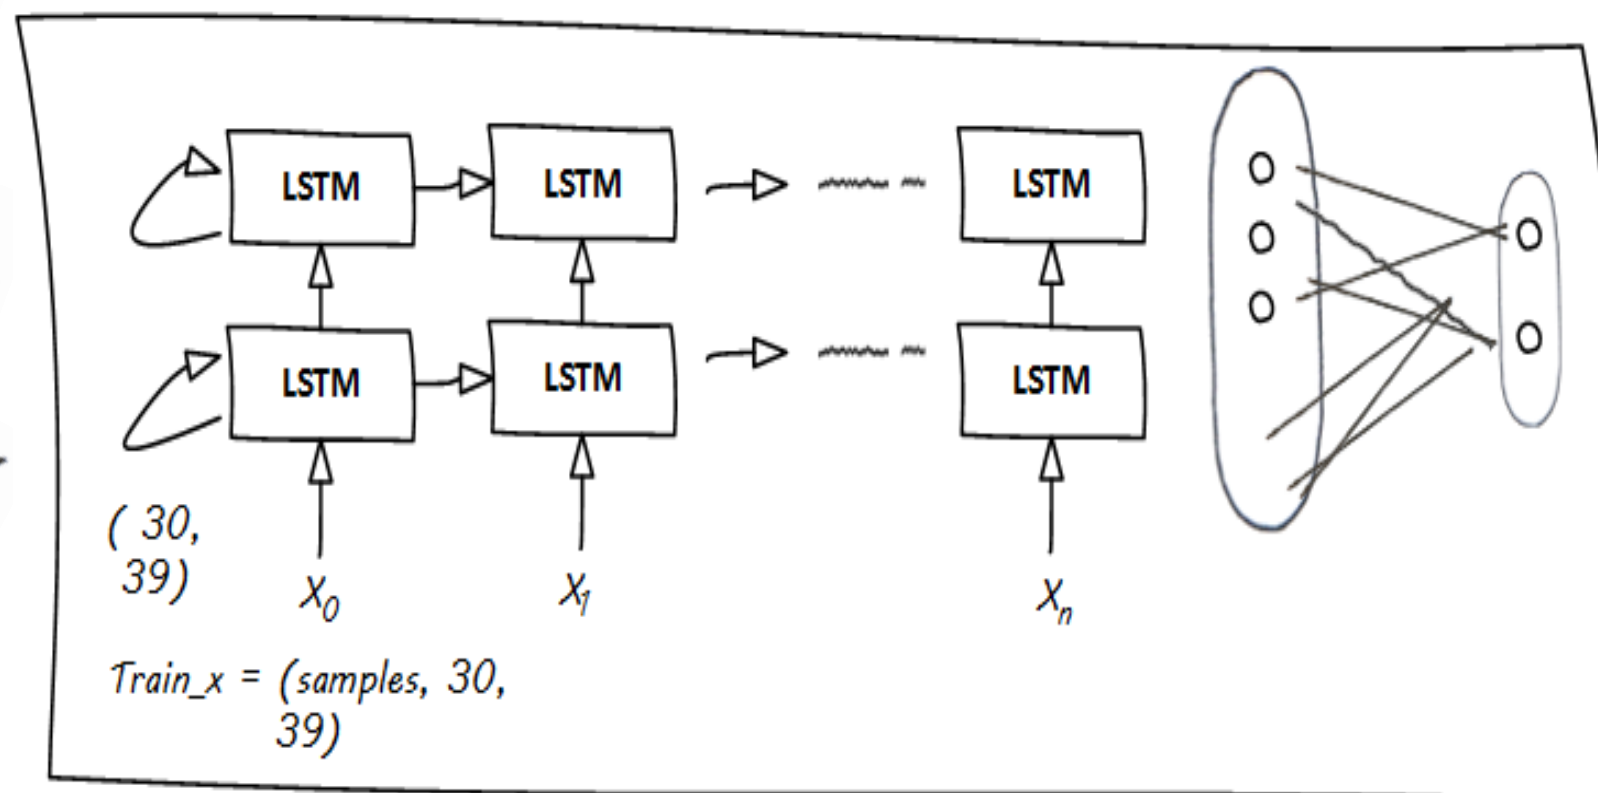 LSTM LSTM LSTM
LSTM LSTM LSTM
( 30,
39)
X0 X1 Xn
Train_x = (samples, 30,
39)